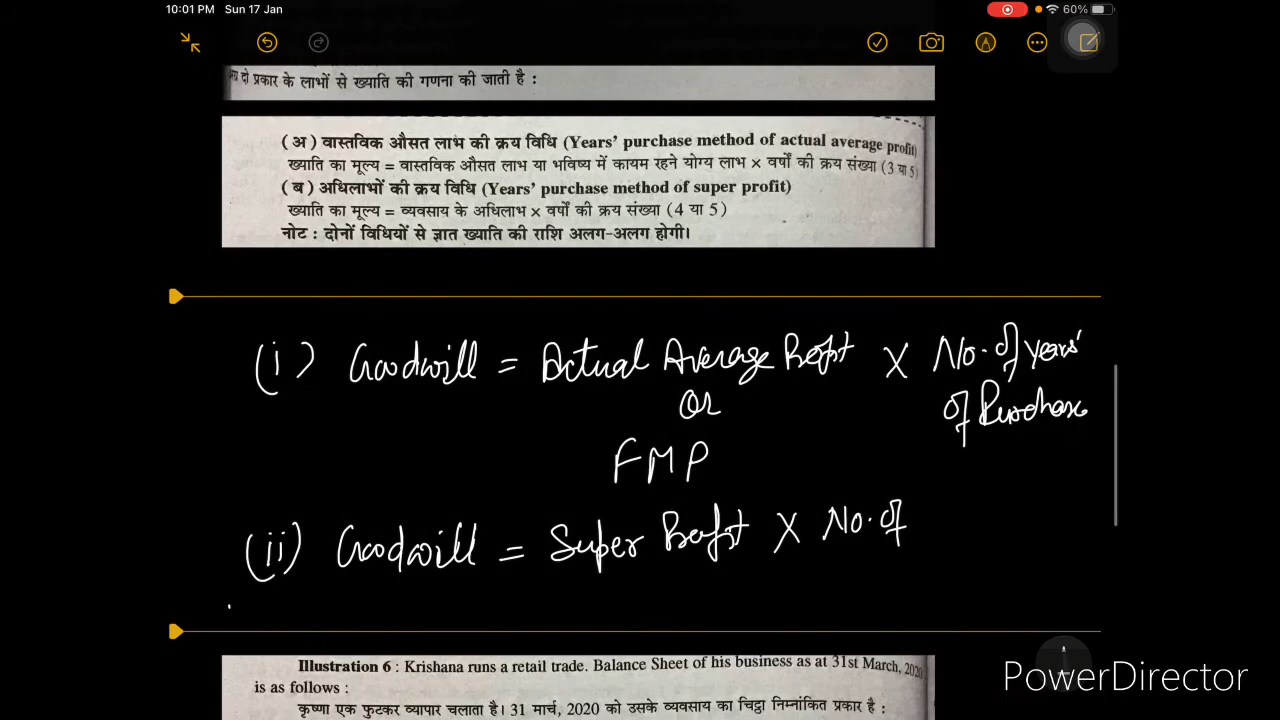 10:01 PM Sun 17 Jan 60%
दो प्रकार के लाभों से ख्याति की गणना की जाती है :
( अ ) वास्तविक औसत लाभ की क्रय विधि (Years' purchase method of actual average profit)
ख्याति का मूल्य = वास्तविक औसत लाभ या भविष्य में कायम रहने योग्य लाभ × वर्षों की क्रय संख्या (3 या 5)
( ब ) अधिलाभों की क्रय विधि (Years' purchase method of super profit)
ख्याति का मूल्य = व्यवसाय के अधिलाभ × वर्षों की क्रय संख्या (4 या 5)
नोट : दोनों विधियों से ज्ञात ख्याति की राशि अलग-अलग होगी।
(i) Goodwill = Actual Average Profit X No. of years'
Or of Purchase
FMP
(ii) Goodwill = Super Profit X No. of
Illustration 6 : Krishana runs a retail trade. Balance Sheet of his business as at 31st March, 2020
is as follows :
कृष्णा एक फुटकर व्यापार चलाता है। 31 मार्च, 2020 को उसके व्यवसाय का चिट्ठा निम्नांकित प्रकार है :
PowerDirector